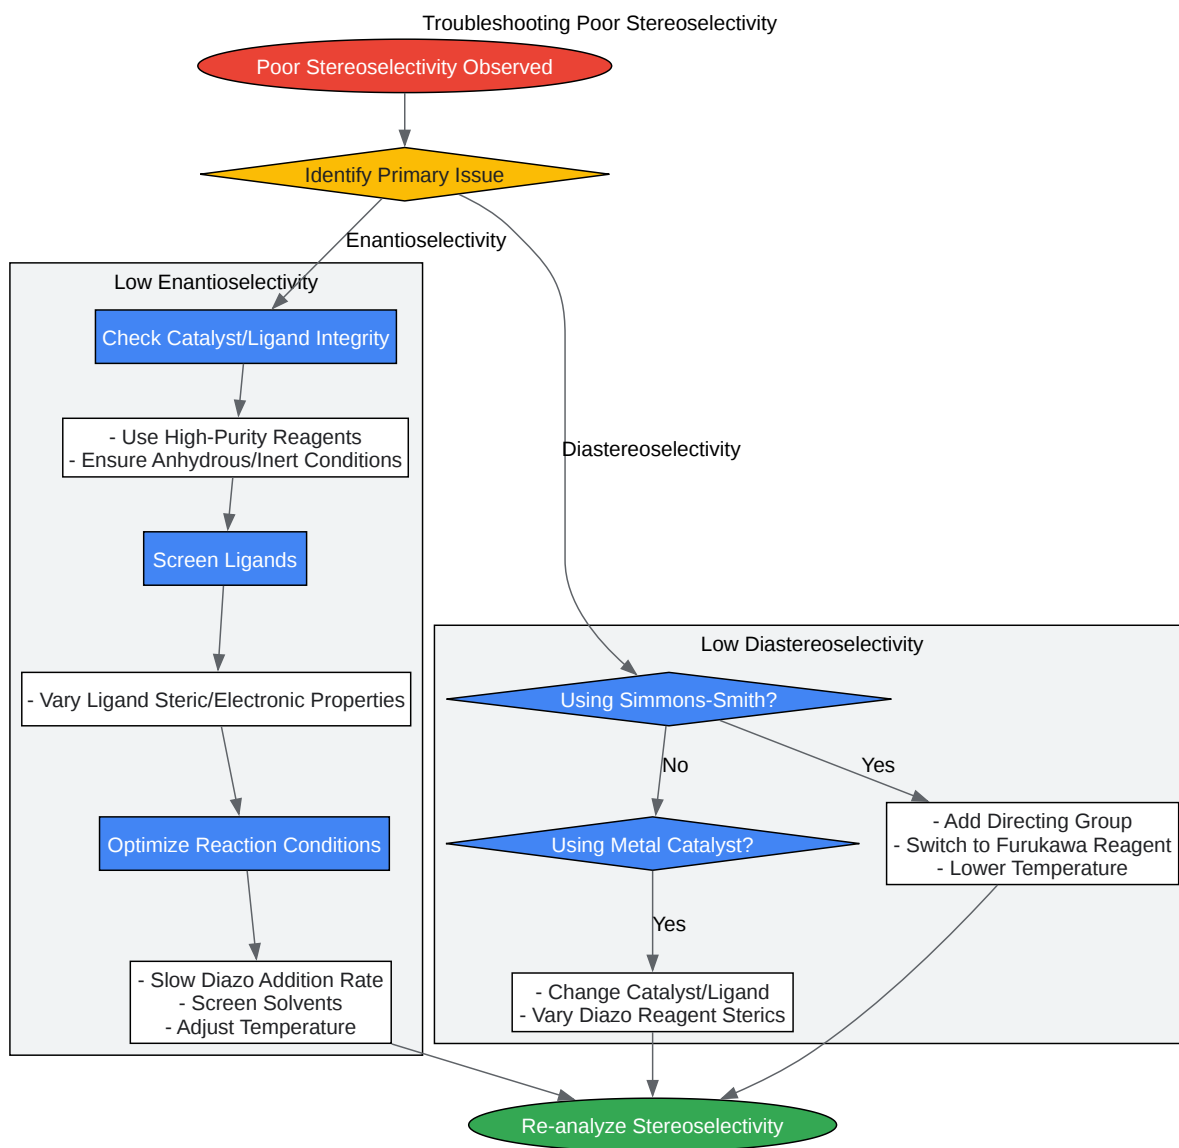 Troubleshooting Poor Stereoselectivity
Poor Stereoselectivity Observed
Identify Primary Issue
Enantioselectivity
Low Enantioselectivity
Check Catalyst/Ligand Integrity
- Use High-Purity Reagents
- Ensure Anhydrous/Inert Conditions
Screen Ligands
- Vary Ligand Steric/Electronic Properties
Optimize Reaction Conditions
- Slow Diazo Addition Rate
- Screen Solvents
- Adjust Temperature
Diastereoselectivity
Low Diastereoselectivity
Using Simmons-Smith?
No
Yes
Using Metal Catalyst?
- Add Directing Group
- Switch to Furukawa Reagent
- Lower Temperature
Yes
- Change Catalyst/Ligand
- Vary Diazo Reagent Sterics
Re-analyze Stereoselectivity